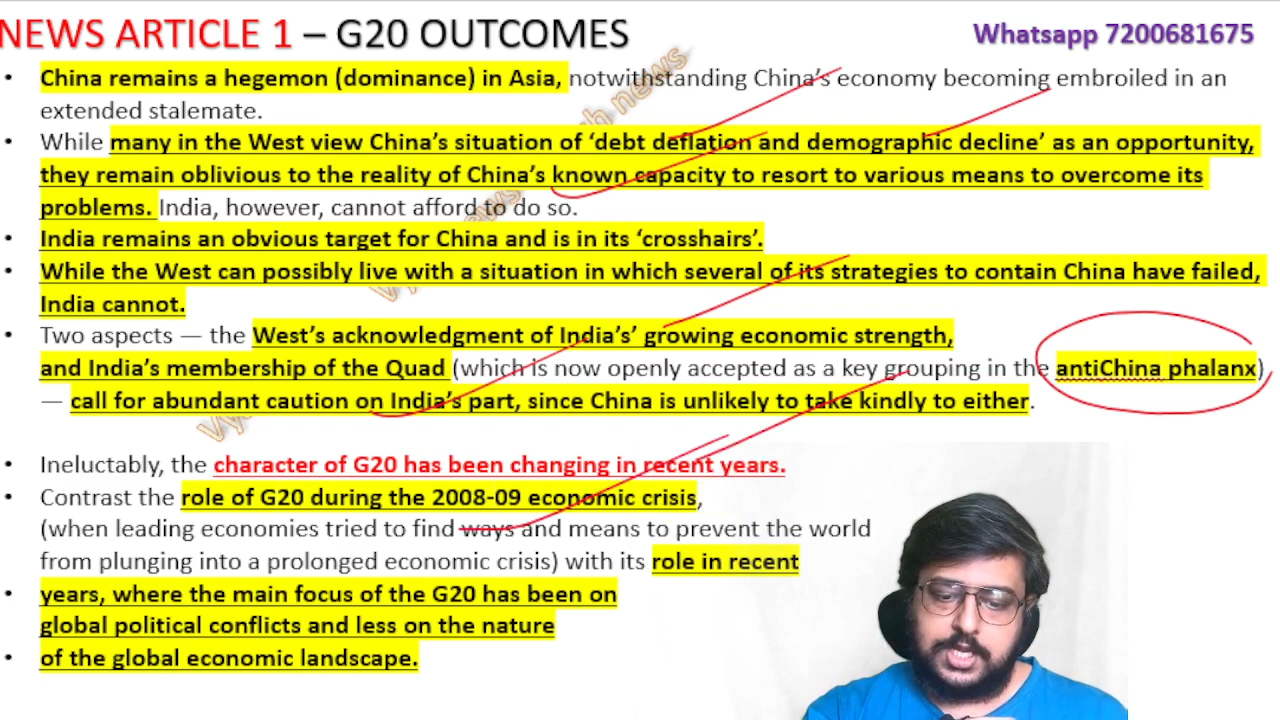 NEWS ARTICLE 1 – G20 OUTCOMES
Whatsapp 7200681675
• China remains a hegemon (dominance) in Asia, notwithstanding China's economy becoming embroiled in an
extended stalemate.
• While many in the West view China's situation of 'debt deflation and demographic decline' as an opportunity,
they remain oblivious to the reality of China's known capacity to resort to various means to overcome its
problems. India, however, cannot afford to do so.
• India remains an obvious target for China and is in its 'crosshairs'.
• While the West can possibly live with a situation in which several of its strategies to contain China have failed,
India cannot.
• Two aspects — the West's acknowledgment of India's' growing economic strength,
and India's membership of the Quad (which is now openly accepted as a key grouping in the antiChina phalanx)
— call for abundant caution on India's part, since China is unlikely to take kindly to either.
• Ineluctably, the character of G20 has been changing in recent years.
• Contrast the role of G20 during the 2008-09 economic crisis,
(when leading economies tried to find ways and means to prevent the world
from plunging into a prolonged economic crisis) with its role in recent
• years, where the main focus of the G20 has been on
global political conflicts and less on the nature
• of the global economic landscape.